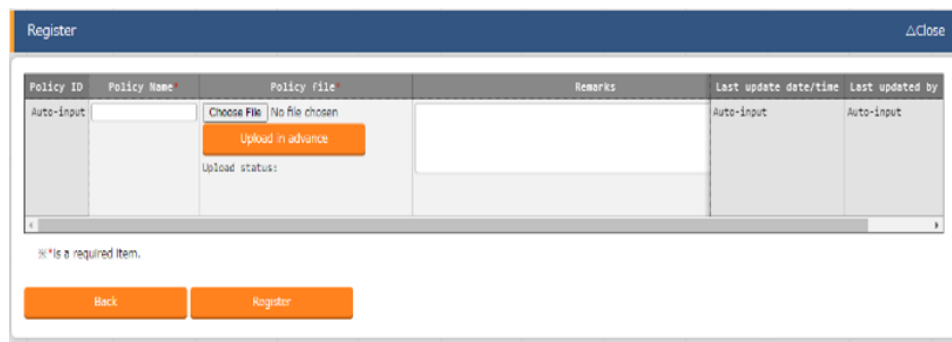 Register △Close
Policy ID Policy Name* Policy file* Remarks Last update date/time Last updated by
Auto-input Choose File No file chosen Auto-input Auto-input
Upload in advance
Upload status:
※*is a required item.
Back Register